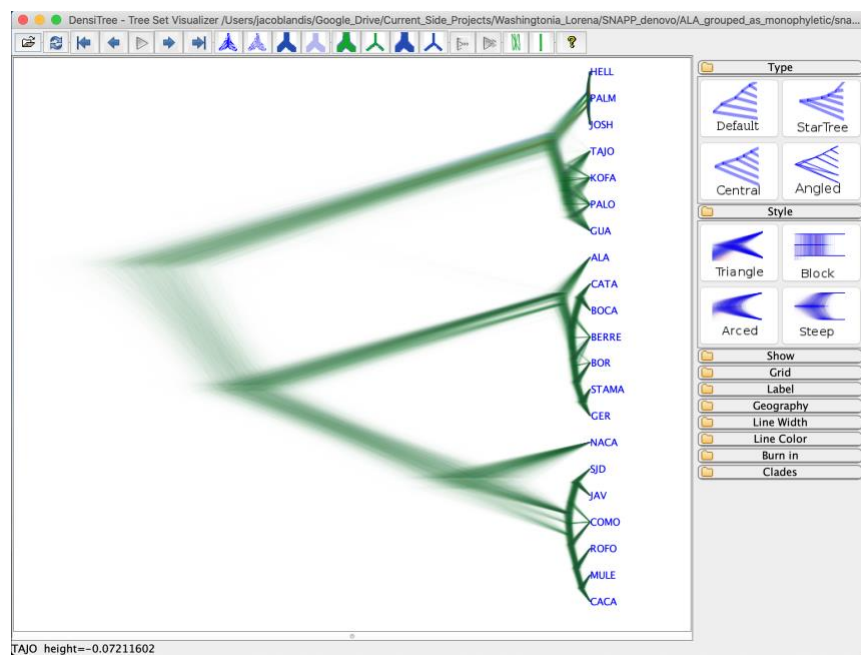 DensiTree - Tree Set Visualizer /Users/jacoblandis/Google_Drive/Current_Side_Projects/Washingtonia_Lorena/SNAPP_denovo/ALA_grouped_as_monophyletic/sna...
?
HELL
PALM
JOSH
TAJO
KOFA
PALO
GUA
ALA
CATA
BOCA
BERRE
BOR
STAMA
GER
NACA
SJD
JAV
COMO
ROFO
MULE
CACA
Type
Default StarTree
Central Angled
Style
Triangle Block
Arced Steep
Show
Grid
Label
Geography
Line Width
Line Color
Burn in
Clades
TAJO height=-0.07211602